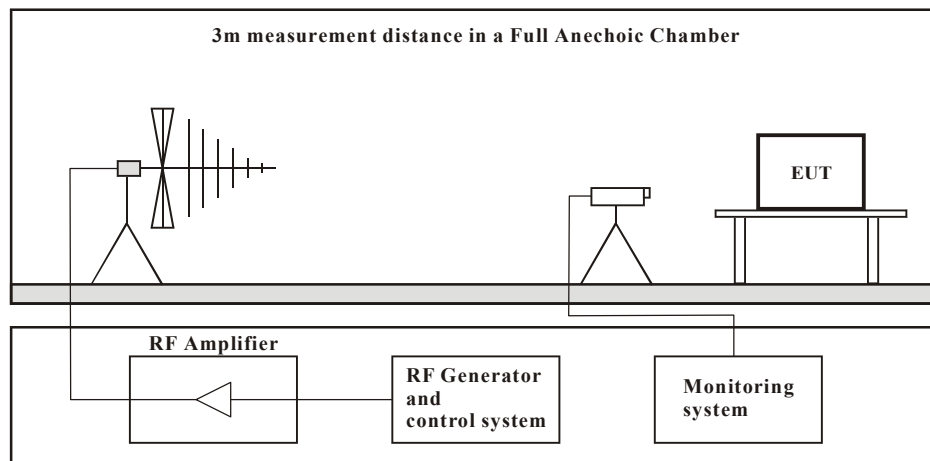 3m measurement distance in a Full Anechoic Chamber
EUT
RF Amplifier
RF Generator
and
control system
Monitoring
system